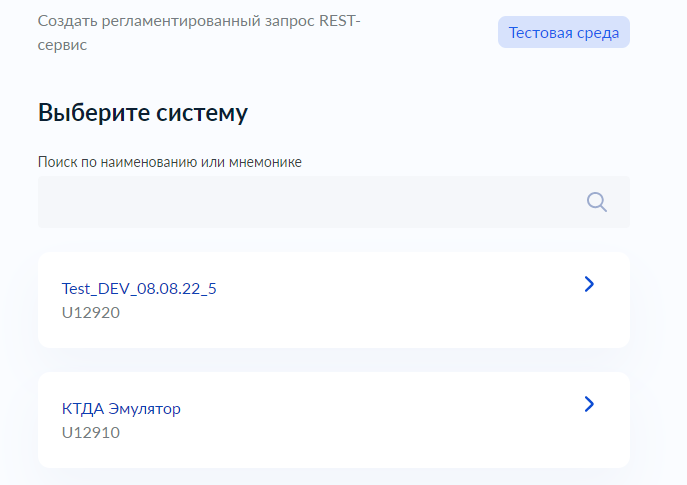 Создать регламентированный запрос REST-
сервис
Тестовая среда
Выберите систему
Поиск по наименованию или мнемонике
Test_DEV_08.08.22_5
U12920
КТДА Эмулятор
U12910